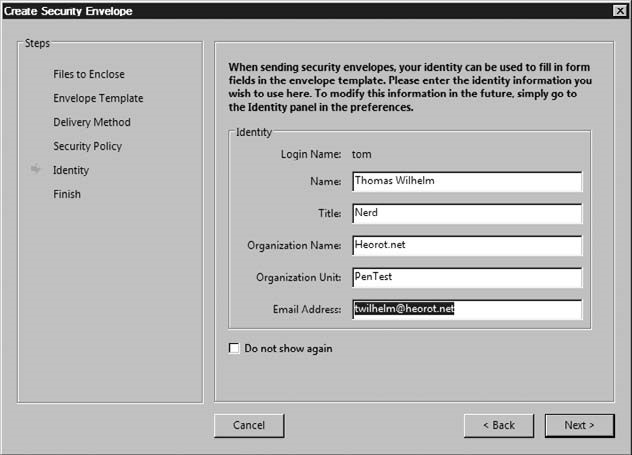 Create Security Envelope
Steps
Files to Enclose
Envelope Template
Delivery Method
Security Policy
Identity
Finish
When sending security envelopes, your identity can be used to fill in form
fields in the envelope template. Please enter the identity information you
wish to use here. To modify this information in the future, simply go to
the Identity panel in the preferences.
Identity
Login Name: tom
Name: Thomas Wilhelm
Title: Nerd
Organization Name: Heorot.net
Organization Unit: PenTest
Email Address: twilhelm@heorot.net
Do not show again
Cancel
< Back
Next >